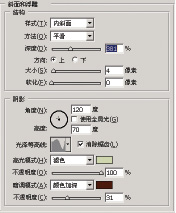 斜面和浮雕
结构
样式(T): 内斜面
方法(Q): 平滑
深度(D): %
方向: 上 下
大小(Z): 4 像素
软化(F): 0 像素
阴影
角度(N): 120 度
使用全局光(G)
高度: 70 度
光泽等高线: 消除锯齿(L)
高光模式(H): 滤色
不透明度(O): 100 %
暗调模式(A): 颜色加深
不透明度(C): 31 %